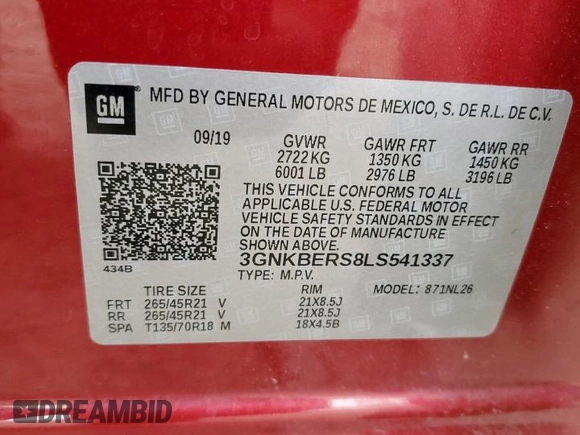 GM
MFD BY GENERAL MOTORS DE MEXICO, S. DE R.L. DE C.V.
09/19 GVWR GAWR FRT GAWR RR
2722 KG 1350 KG 1450 KG
6001 LB 2976 LB 3196 LB
THIS VEHICLE CONFORMS TO ALL
APPLICABLE U.S. FEDERAL MOTOR
VEHICLE SAFETY STANDARDS IN EFFECT
ON THE DATE OF MANUFACTURE
SHOWN ABOVE.
434B
3GNKBERS8LS541337
TYPE: M.P.V.
TIRE SIZE RIM MODEL: 871NL26
FRT 265/45R21 V 21X8.5J
RR 265/45R21 V 21X8.5J
SPA T135/70R18 M 18X4.5B
DREAMBID